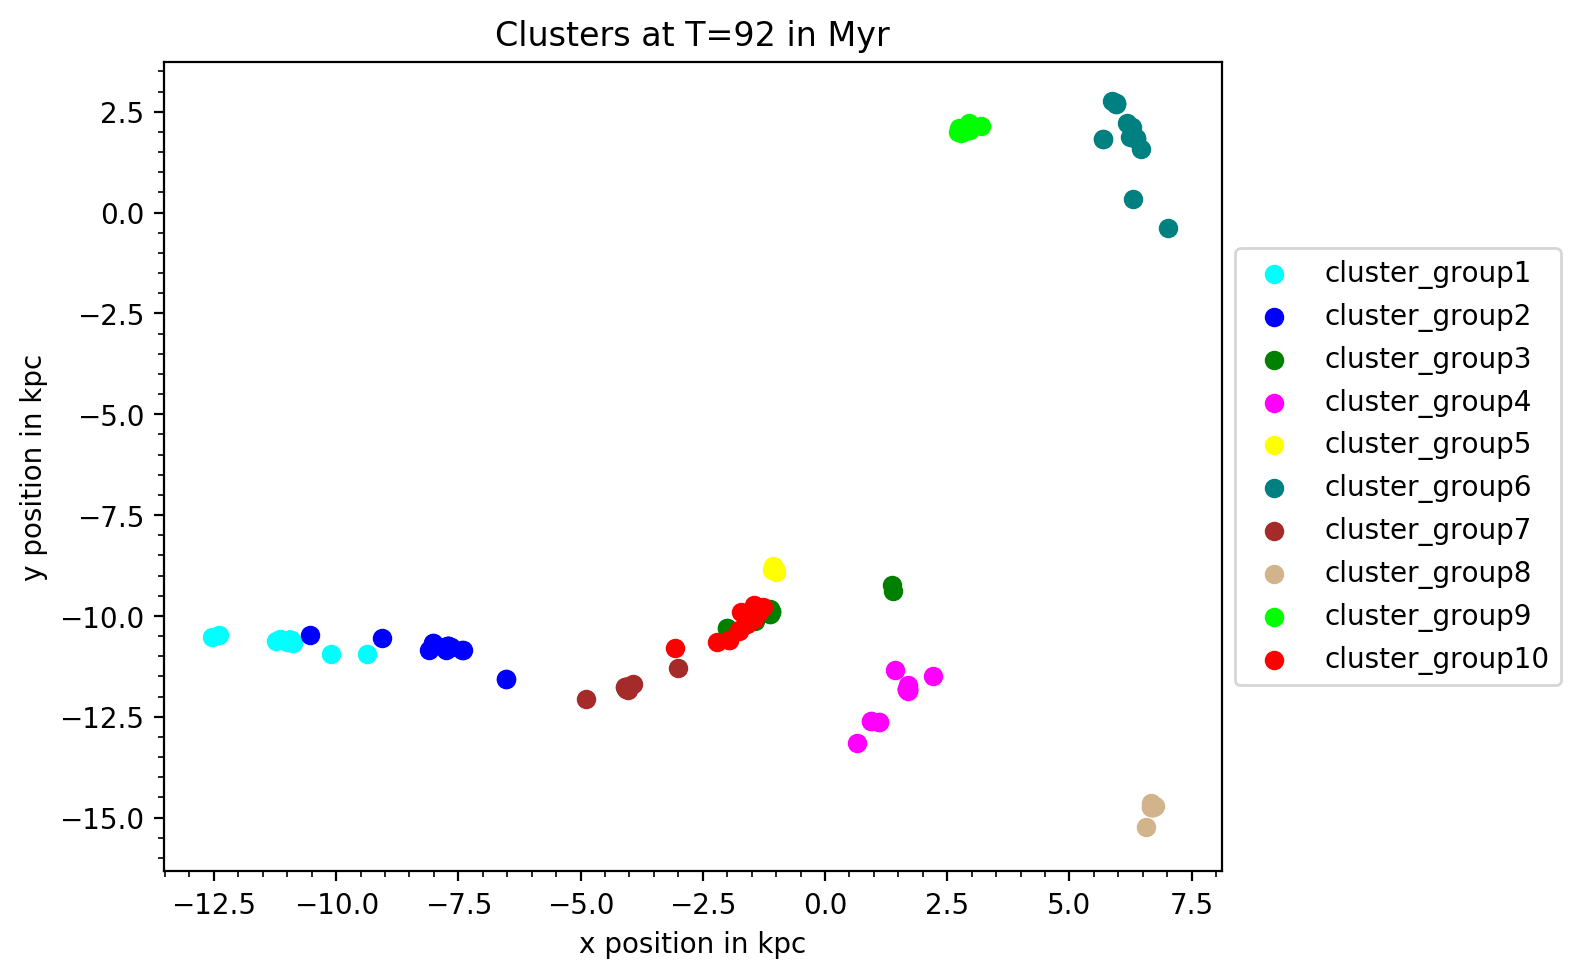 Clusters at T=92 in Myr
2.5
0.0
−2.5
−5.0
−7.5
−10.0
−12.5
−15.0
y position in kpc
−12.5 −10.0 −7.5 −5.0 −2.5 0.0 2.5 5.0 7.5
x position in kpc
cluster_group1
cluster_group2
cluster_group3
cluster_group4
cluster_group5
cluster_group6
cluster_group7
cluster_group8
cluster_group9
cluster_group10